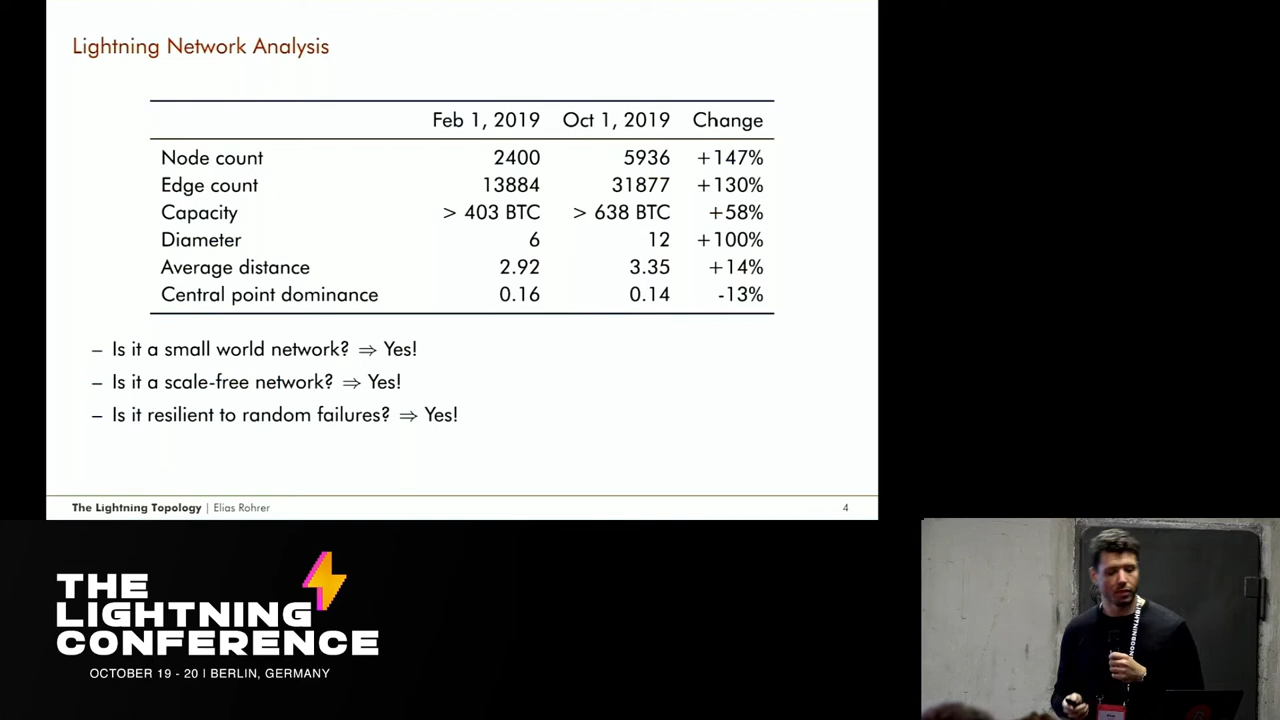 Lightning Network Analysis
Feb 1, 2019 Oct 1, 2019 Change
Node count 2400 5936 +147%
Edge count 13884 31877 +130%
Capacity > 403 BTC > 638 BTC +58%
Diameter 6 12 +100%
Average distance 2.92 3.35 +14%
Central point dominance 0.16 0.14 -13%
– Is it a small world network? ⇒ Yes!
– Is it a scale-free network? ⇒ Yes!
– Is it resilient to random failures? ⇒ Yes!
The Lightning Topology | Elias Rohrer 4
THE
LIGHTNING
CONFERENCE
OCTOBER 19 - 20 | BERLIN, GERMANY